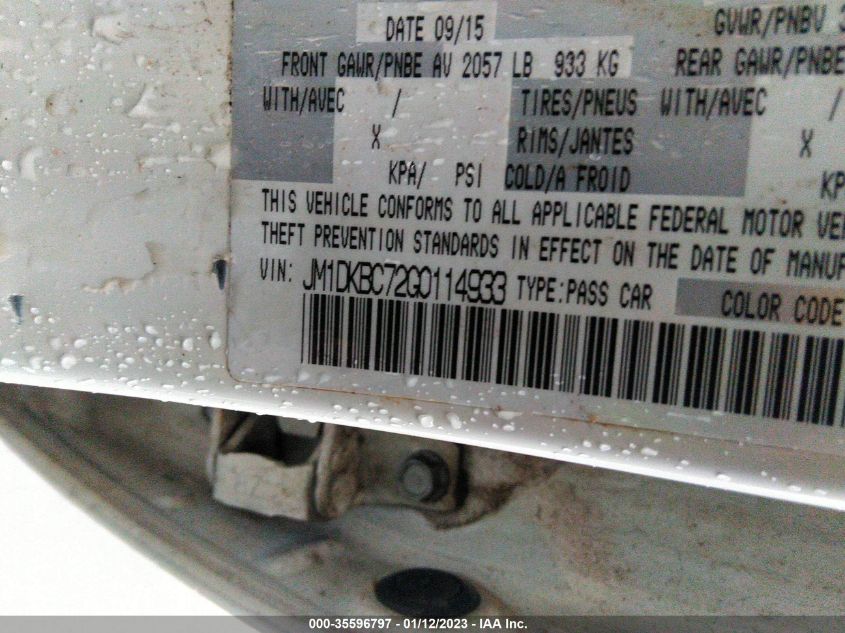 DATE 09/15
GVWR/PNBV
FRONT GAWR/PNBE AV 2057 LB 933 KG REAR GAWR/PNBE
WITH/AVEC / TIRES/PNEUS WITH/AVEC /
X RIMS/JANTES X
KPA/ PSI COLD/A FROID KP
THIS VEHICLE CONFORMS TO ALL APPLICABLE FEDERAL MOTOR VE
THEFT PREVENTION STANDARDS IN EFFECT ON THE DATE OF MANUF
VIN: JM1DKBC72G0114933 TYPE:PASS CAR COLOR CODE
000-35596797 - 01/12/2023 - IAA Inc.